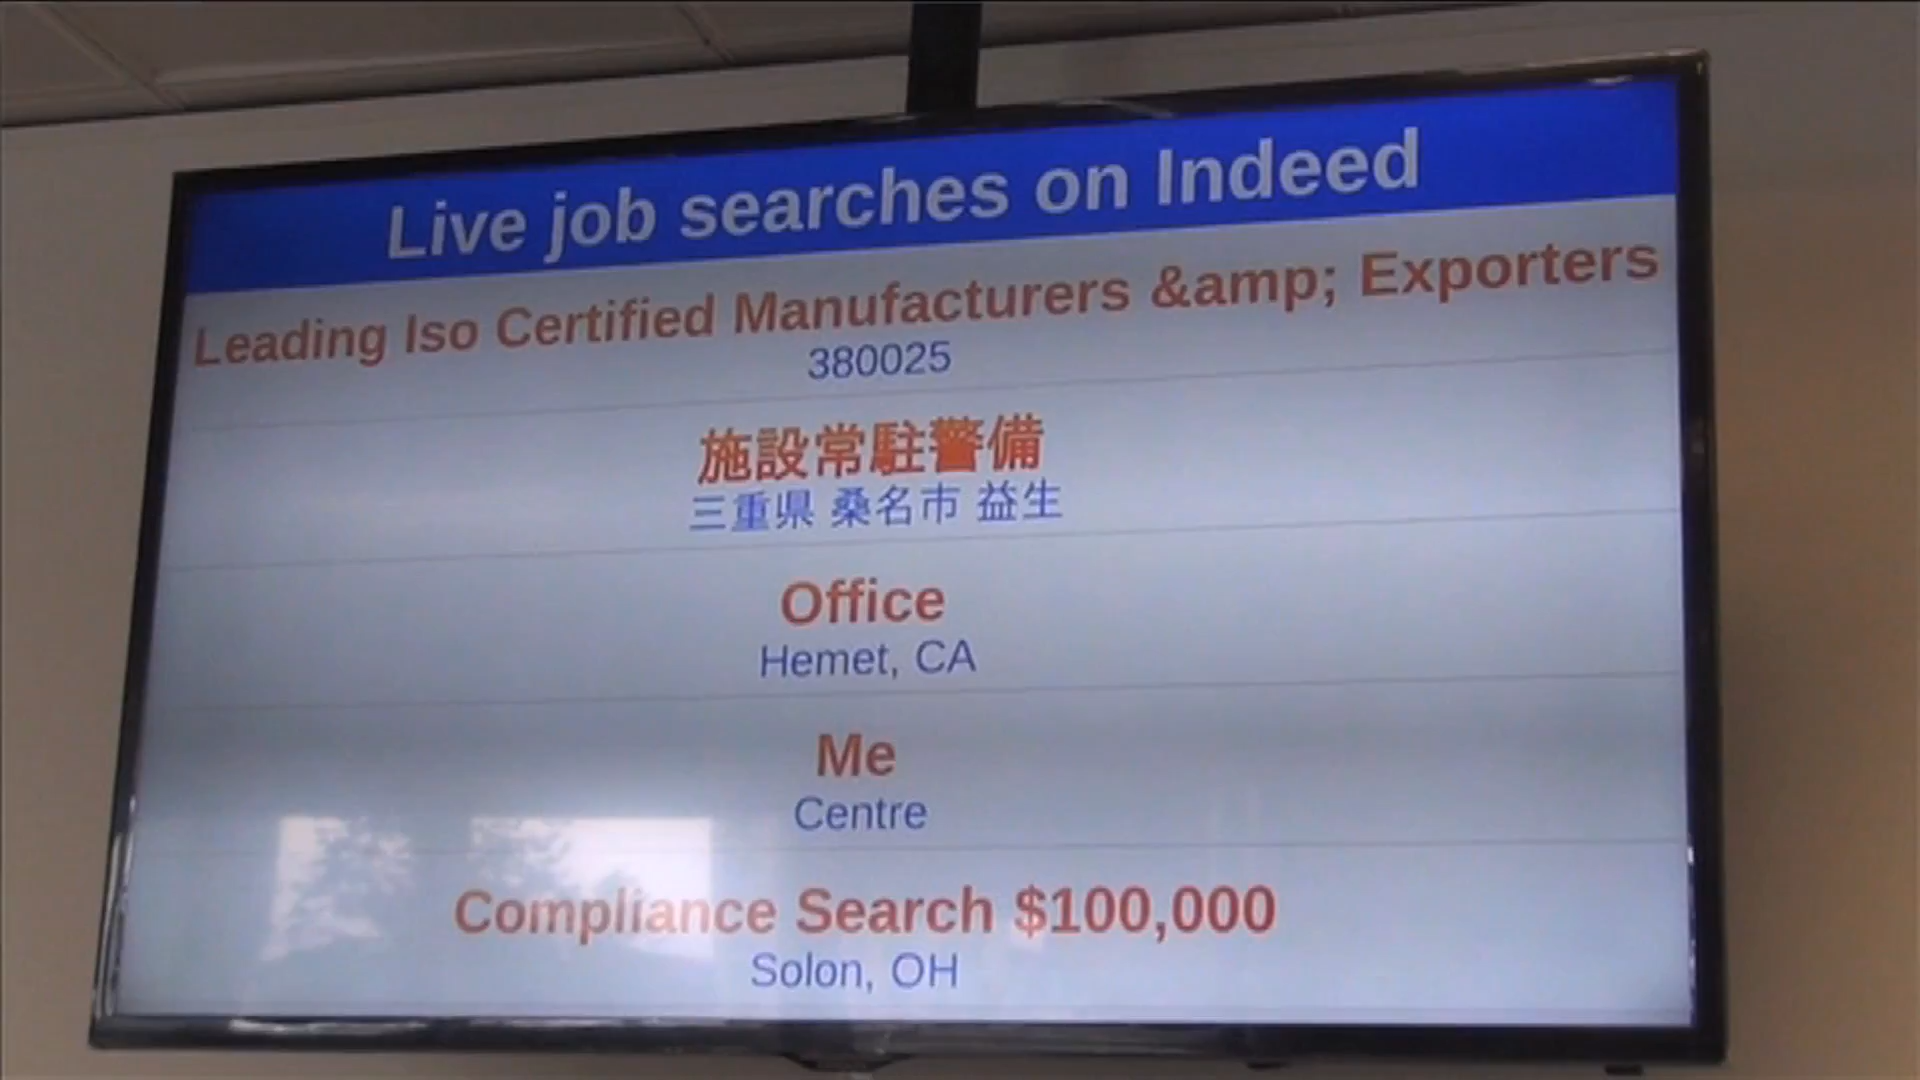 Live job searches on Indeed
Leading Iso Certified Manufacturers &amp; Exporters
380025
施設常駐警備
三重県 桑名市 益生
Office
Hemet, CA
Me
Centre
Compliance Search $100,000
Solon, OH